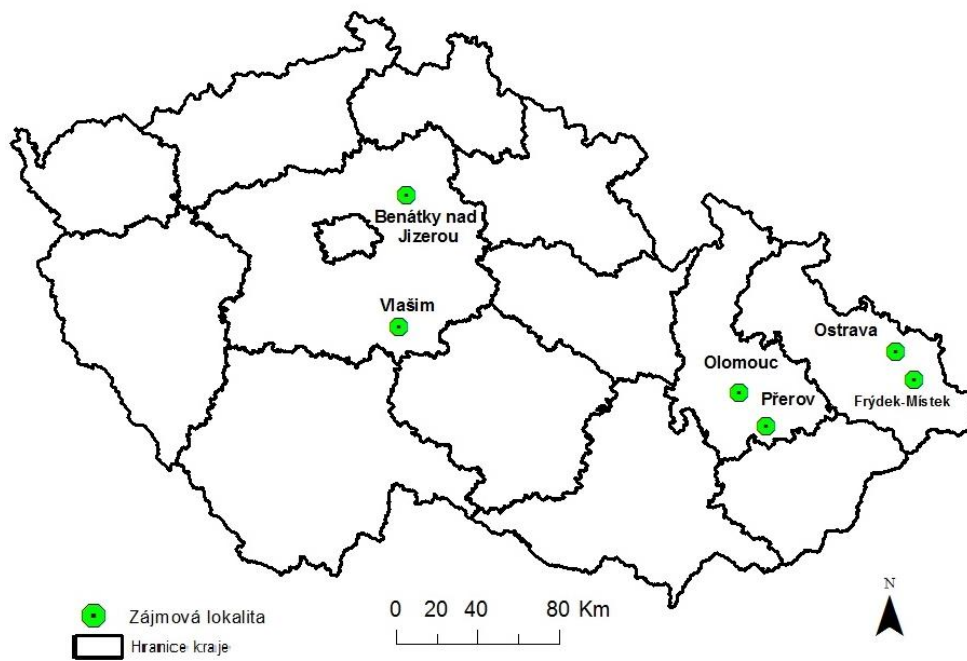 Benátky nad
Jizerou
Vlašim
Ostrava
Olomouc
Přerov
Frýdek-Místek
N
Zájmová lokalita
0 20 40 80 Km
Hranice kraje